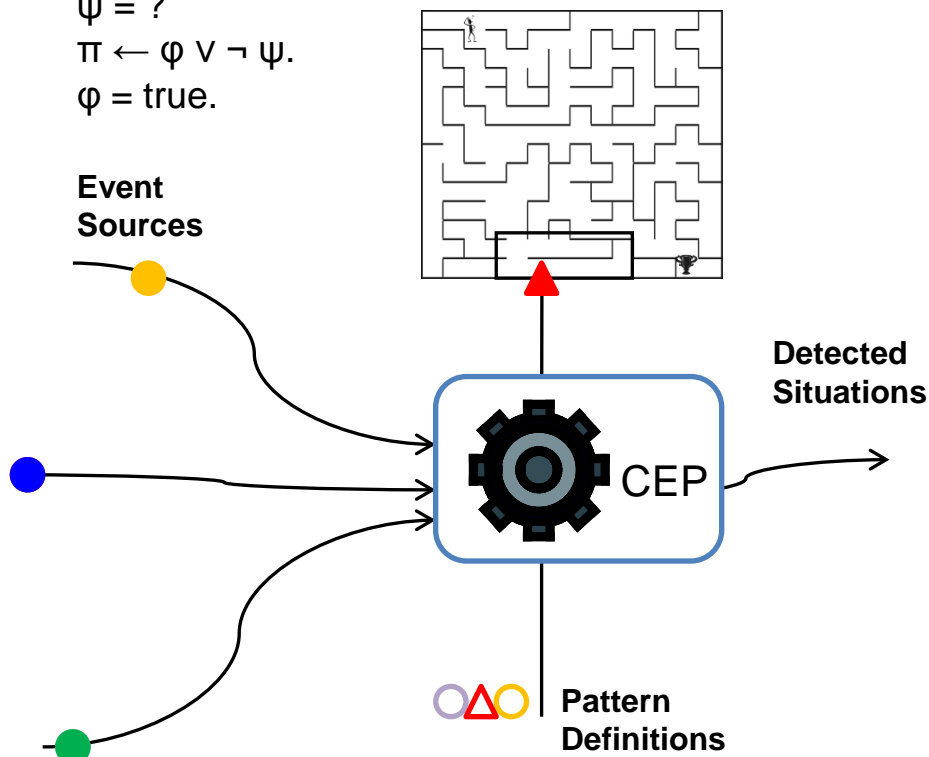 ψ = ?
π ← φ ∨ ¬ ψ.
φ = true.
Event
Sources
Detected
Situations
CEP
Pattern
Definitions